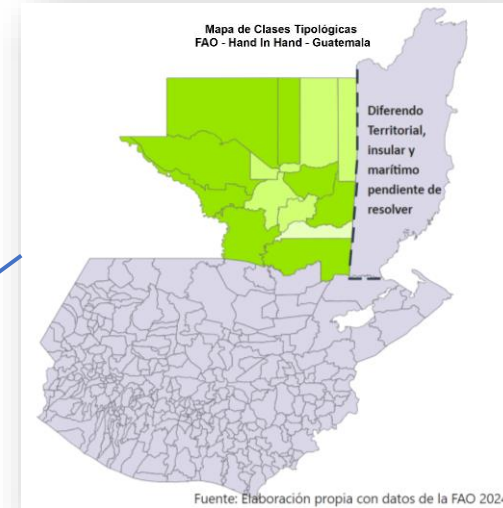 Mapa de Clases Tipológicas
FAO - Hand In Hand - Guatemala
Diferendo
Territorial,
insular y
marítimo
pendiente de
resolver
Fuente: Elaboración propia con datos de la FAO 2024